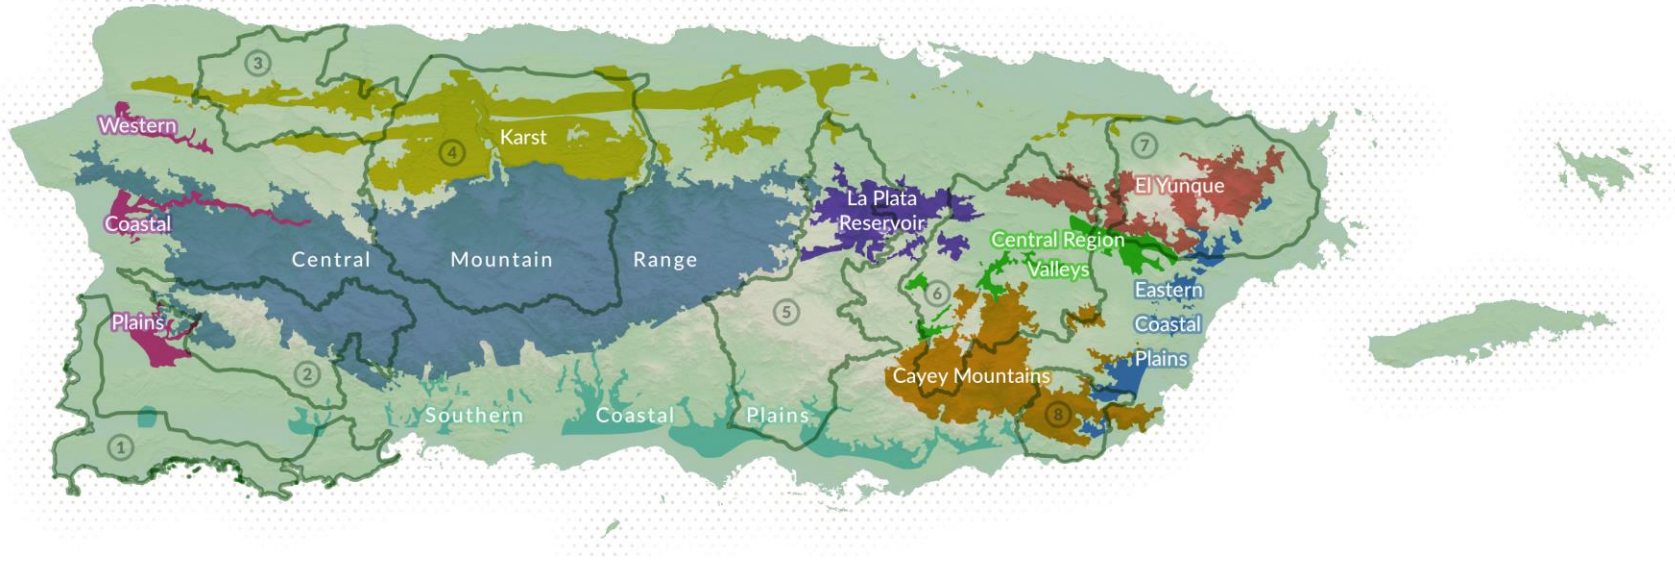 3
Western
4
Karst
7
El Yunque
La Plata
Reservoir
Coastal
Central Region
Valleys
Central Mountain Range
6
Eastern
5
Plains
Coastal
Plains
2
Cayey Mountains
Southern Coastal Plains
8
1